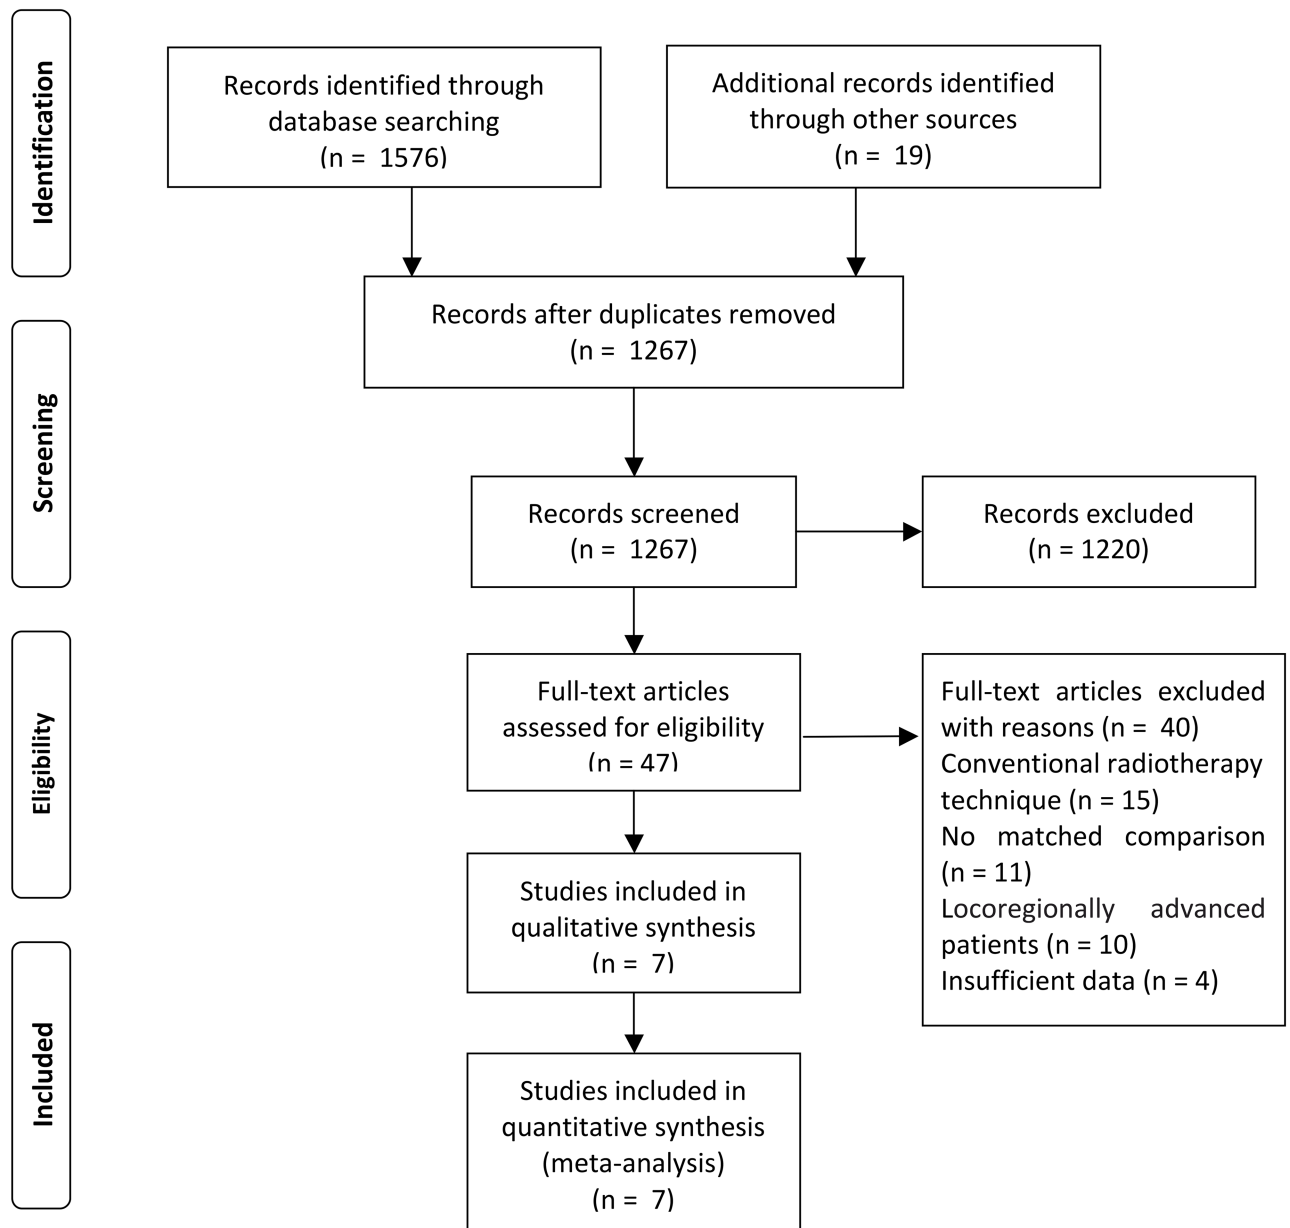 Identification
Records identified through
database searching
(n = 1576)
Additional records identified
through other sources
(n = 19)
Records after duplicates removed
(n = 1267)
Screening
Records screened
(n = 1267)
Records excluded
(n = 1220)
Eligibility
Full-text articles
assessed for eligibility
(n = 47)
Full-text articles excluded
with reasons (n = 40)
Conventional radiotherapy
technique (n = 15)
No matched comparison
(n = 11)
Locoregionally advanced
patients (n = 10)
Insufficient data (n = 4)
Studies included in
qualitative synthesis
(n = 7)
Included
Studies included in
quantitative synthesis
(meta-analysis)
(n = 7)